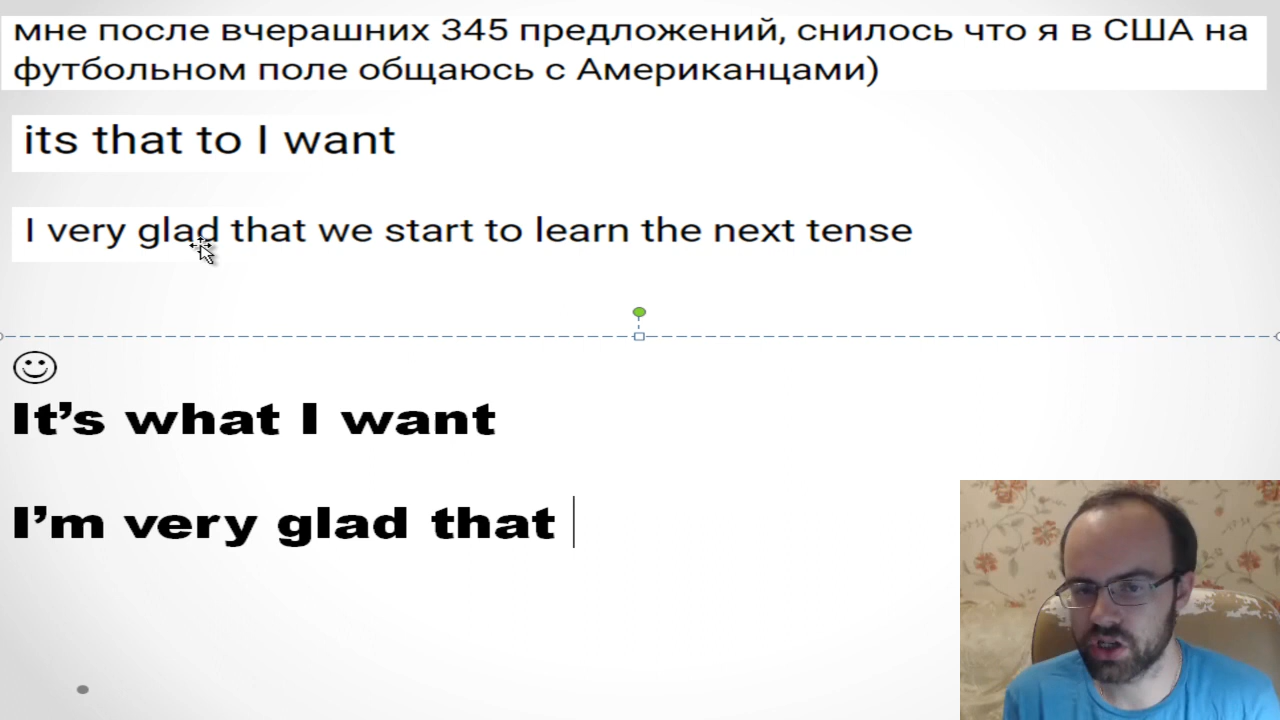 мне после вчерашних 345 предложений, снилось что я в США на
футбольном поле общаюсь с Американцами)
its that to I want
I very glad that we start to learn the next tense
It’s what I want
I’m very glad that